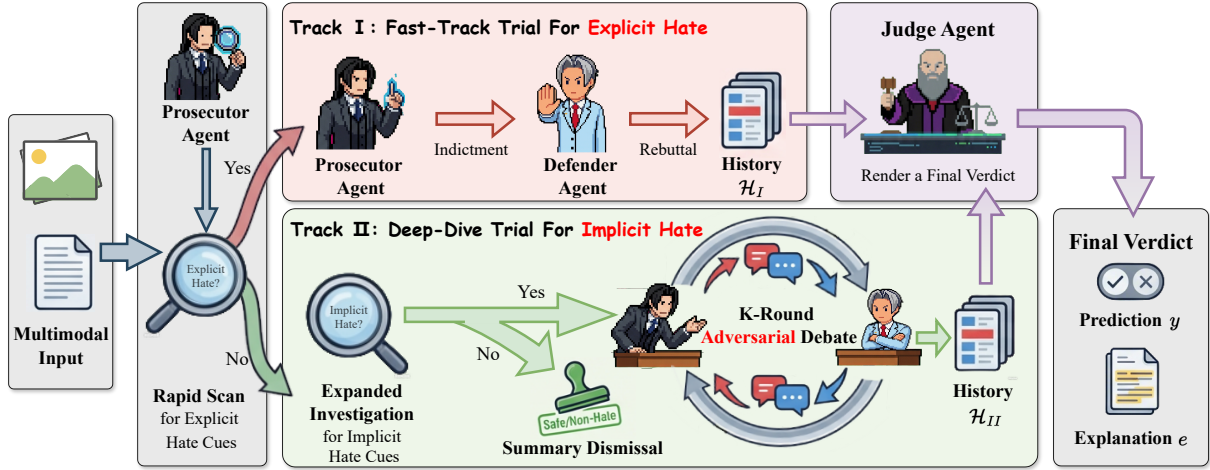 Multimodal
Input
Prosecutor
Agent
Explicit
Hate?
Yes
No
Rapid Scan
for Explicit
Hate Cues
Track I: Fast-Track Trial For Explicit Hate
Prosecutor
Agent
Indictment
Defender
Agent
Rebuttal
History
H_I
Track II: Deep-Dive Trial For Implicit Hate
Implicit
Hate?
Expanded
Investigation
for Implicit
Hate Cues
Yes
No
Safe/Non-Hale
Summary Dismissal
K-Round
Adversarial Debate
History
H_II
Judge Agent
Render a Final Verdict
Final Verdict
Prediction y
Explanation e